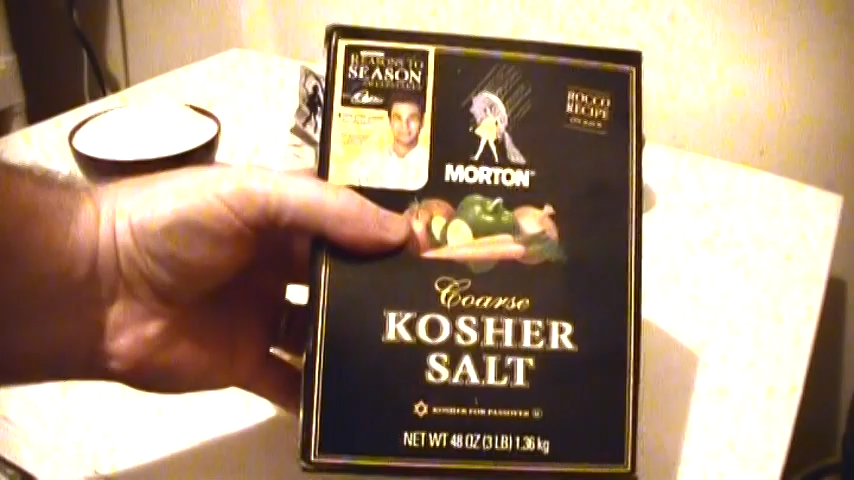 REASONS TO
SEASON
SWEEPSTAKES
ROCCO
RECIPE
MORTON
Coarse
KOSHER
SALT
KOSHER FOR PASSOVER
NET WT 48 OZ (3 LB) 1.36 kg